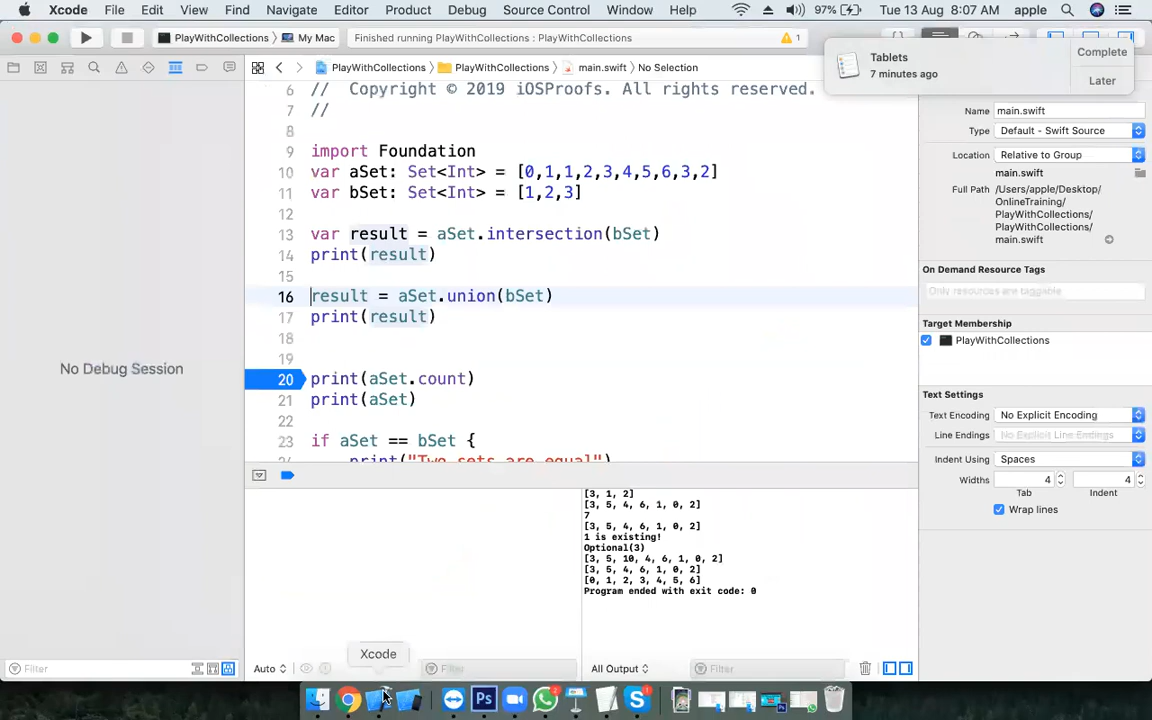 Xcode File Edit View Find Navigate Editor Product Debug Source Control Window Help 97% Tue 13 Aug 8:07 AM apple
PlayWithCollections My Mac Finished running PlayWithCollections : PlayWithCollections 1
Tablets
7 minutes ago
Complete
Later
PlayWithCollections PlayWithCollections main.swift No Selection
6 // Copyright © 2019 iOSProofs. All rights reserved.
7 //
8
9 import Foundation
10 var aSet: Set<Int> = [0,1,1,2,3,4,5,6,3,2]
11 var bSet: Set<Int> = [1,2,3]
12
13 var result = aSet.intersection(bSet)
14 print(result)
15
16 result = aSet.union(bSet)
17 print(result)
18
19
20 print(aSet.count)
21 print(aSet)
22
23 if aSet == bSet {
24 print("Two sets are equal")
No Debug Session
Name main.swift
Type Default - Swift Source
Location Relative to Group
main.swift
Full Path /Users/apple/Desktop/
OnlineTraining/
PlayWithCollections/
PlayWithCollections/
main.swift
On Demand Resource Tags
Only resources are taggable
Target Membership
PlayWithCollections
Text Settings
Text Encoding No Explicit Encoding
Line Endings No Explicit Line Endings
Indent Using Spaces
Widths 4 4
Tab Indent
Wrap lines
[3, 1, 2]
[3, 5, 4, 6, 1, 0, 2]
7
[3, 5, 4, 6, 1, 0, 2]
1 is existing!
Optional(3)
[3, 5, 10, 4, 6, 1, 0, 2]
[3, 5, 4, 6, 1, 0, 2]
[0, 1, 2, 3, 4, 5, 6]
Program ended with exit code: 0
Xcode
Filter Auto Filter All Output Filter
Ps